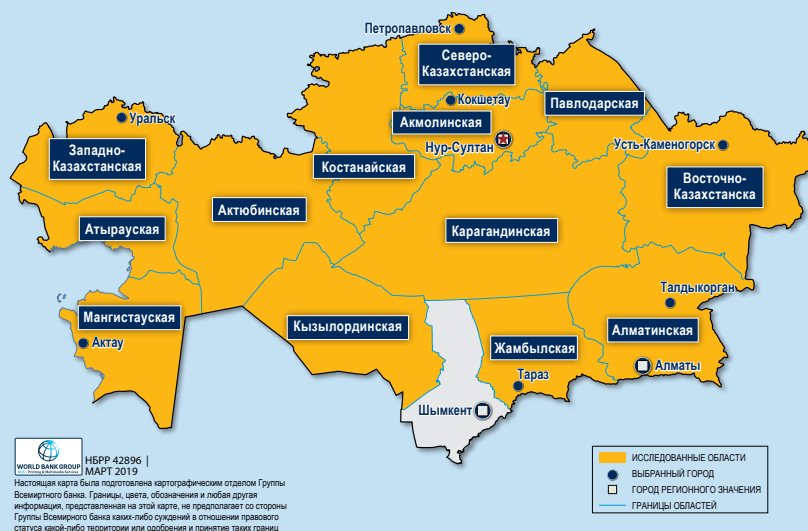 Петропавловск
Северо-
Казахстанская
Кокшетау
Павлодарская
Акмолинская
Уральск
Нур-Султан
Усть-Каменогорск
Западно-
Казахстанская
Костанайская
Восточно-
Казахстанска
Актюбинская
Атырауская
Карагандинская
Талдыкорган
Мангистауская
Кызылординская
Алматинская
Актау
Жамбылская
Алматы
Тараз
Шымкент
WORLD BANK GROUP
НБРР 42896 |
МАРТ 2019
Настоящая карта была подготовлена картографическим отделом Группы
Всемиртного банка. Границы, цвета, обозначения и любая другая
информация, представленная на этой карте, не предполагает со стороны
Группы Всемирного банка каких-либо суждений в отношении правового
статуса какой-либо территории или одобрения и принятие таких границ
ИССЛЕДОВАННЫЕ ОБЛАСТИ
ВЫБРАННЫЙ ГОРОД
ГОРОД РЕГИОННОГО ЗНАЧЕНИЯ
ГРАНИЦЫ ОБЛАСТЕЙ